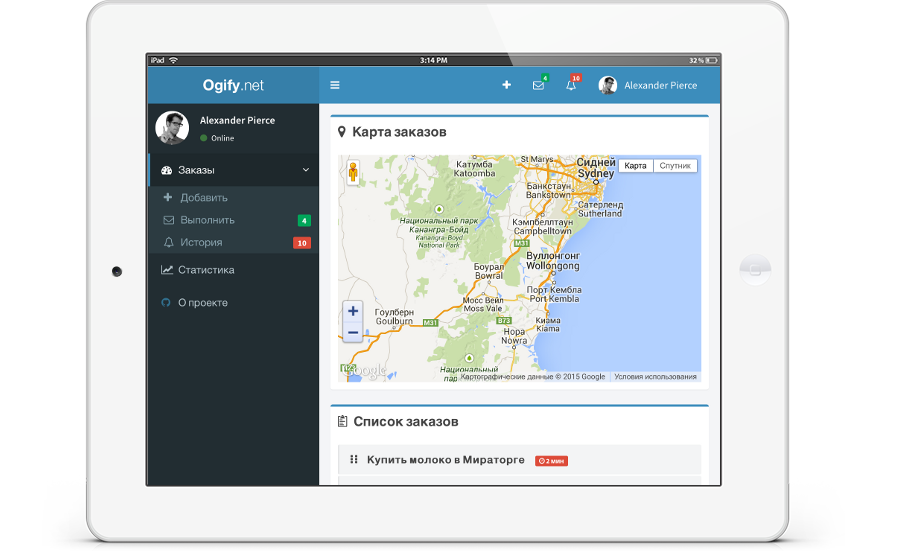 iPad 3:14 PM 32 %
Ogify.net
4 10
Alexander Pierce
Alexander Pierce
Online
Заказы
Добавить
Выполнить 4
История 10
Статистика
О проекте
Карта заказов
Карта Спутник
Катумба
Katoomba
St Marys
Сидней
Sydney
Банкстаун
Bankstown
Сатерленд
Sutherland
Национальный парк
Канангра-Бойд
Kanangra-Boyd
National Park
Кэмпбеллтаун
Campbelltown
M31
Вуллонгонг
Wollongong
Боурал
Bowral
Порт Кембла
Port Kembla
Мосс Вейл
Moss Vale
Гоулберн
Goulburn
M31
B73
Киама
Kiama
Нора
Nowra
Национальный
пар
Google
Картографические данные © 2015 Google Условия использования
Список заказов
Купить молоко в Мираторге 2 мин